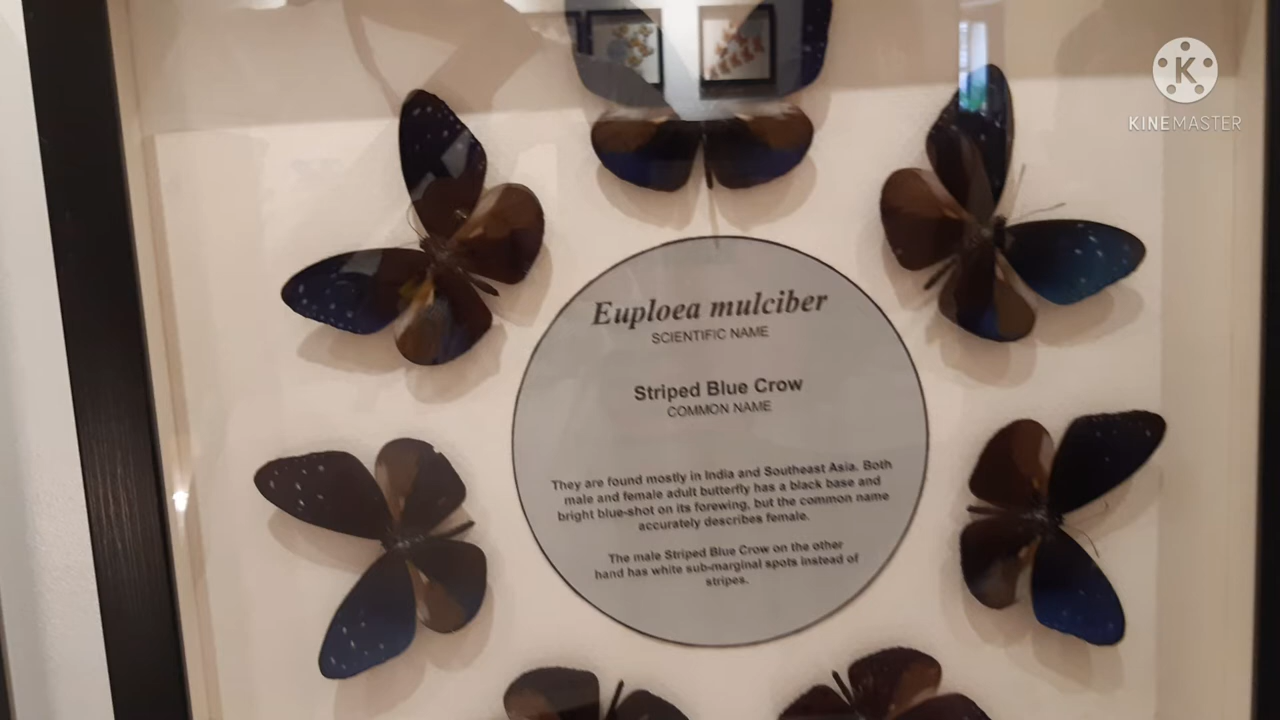 K
KINEMASTER
Euploea mulciber
SCIENTIFIC NAME
Striped Blue Crow
COMMON NAME
They are found mostly in India and Southeast Asia. Both
male and female adult butterfly has a black base and
bright blue-shot on its forewing, but the common name
accurately describes female.
The male Striped Blue Crow on the other
hand has white sub-marginal spots instead of
stripes.